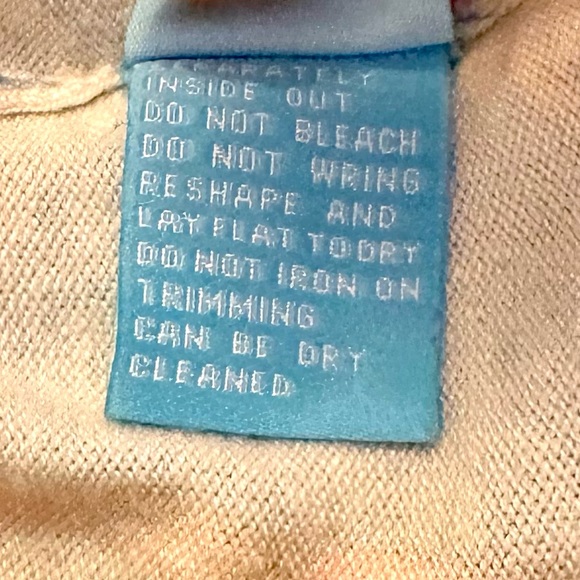 SEPARATELY
INSIDE OUT
DO NOT BLEACH
DO NOT WRING
RESHAPE AND
LAY FLAT TO DRY
DO NOT IRON ON
TRIMMING
CAN BE DRY
CLEANED